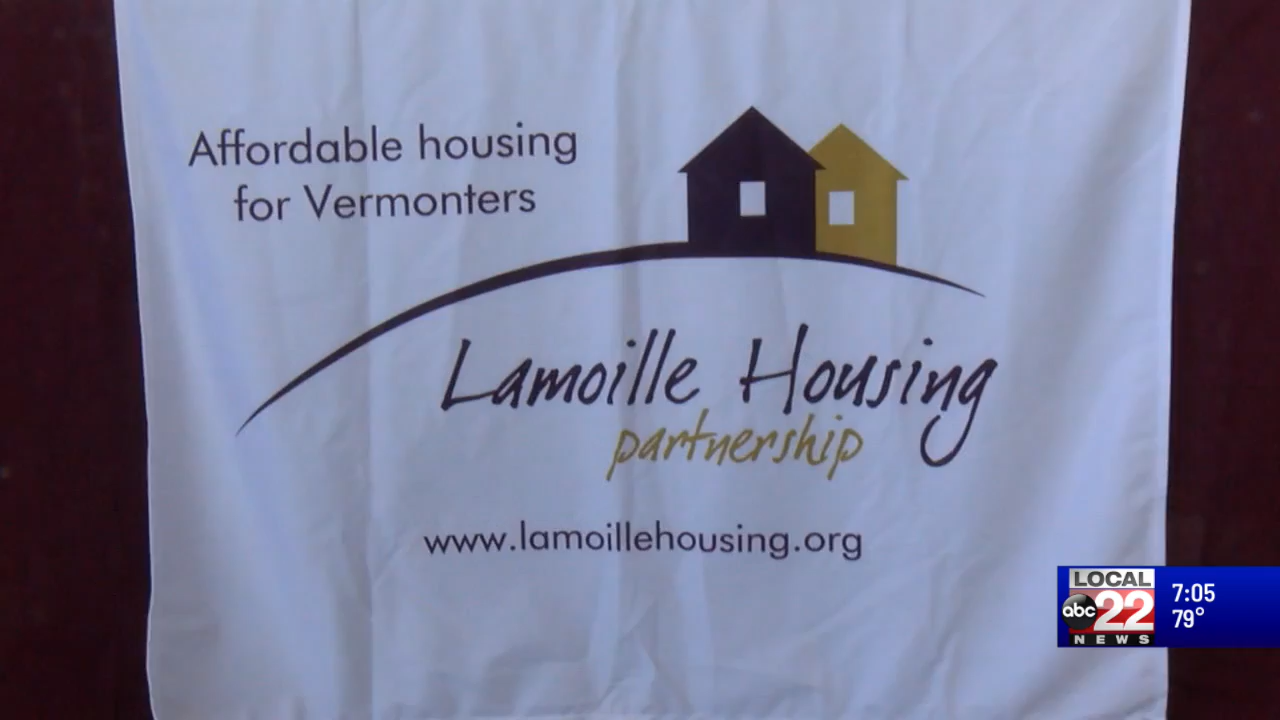 Affordable housing
for Vermonters
Lamoille Housing
partnership
www.lamoillehousing.org
LOCAL
abc 22
NEWS
7:05
79°